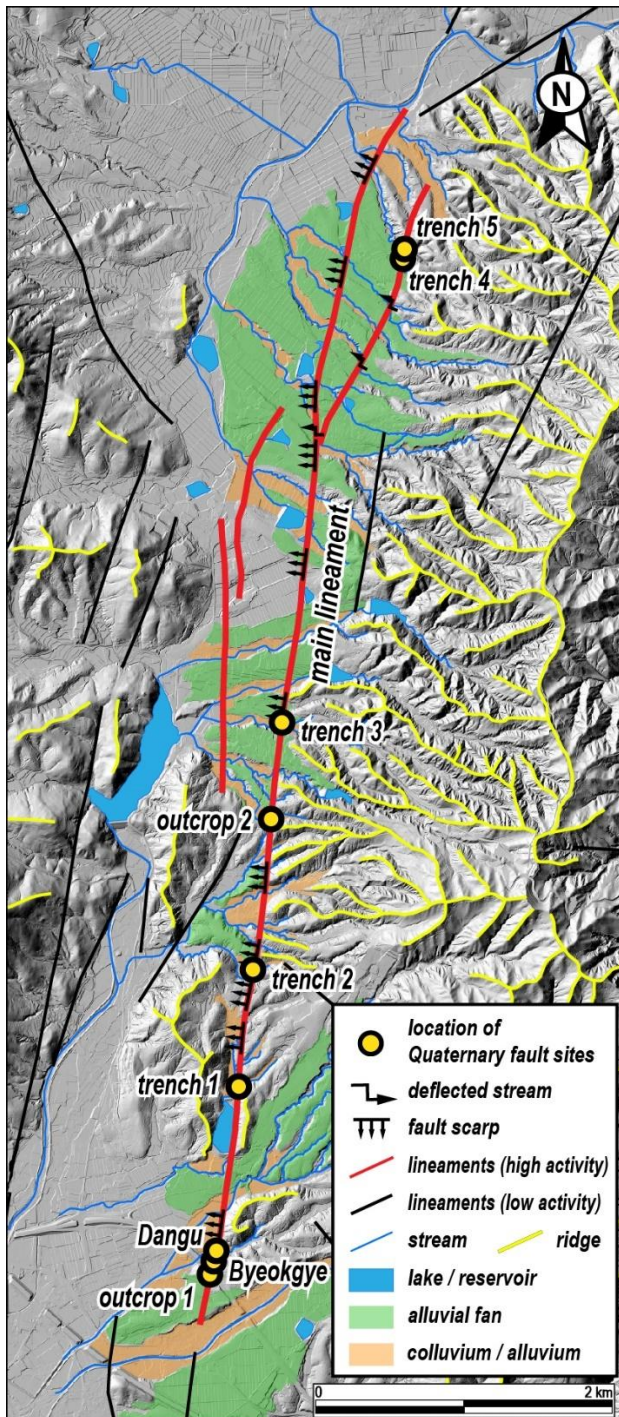 N
trench 5
trench 4
main lineament
trench 3
outcrop 2
trench 2
trench 1
Dangu
Byeokgye
outcrop 1
location of
Quaternary fault sites
deflected stream
fault scarp
lineaments (high activity)
lineaments (low activity)
stream
ridge
lake / reservoir
alluvial fan
colluvium / alluvium
0
2 km